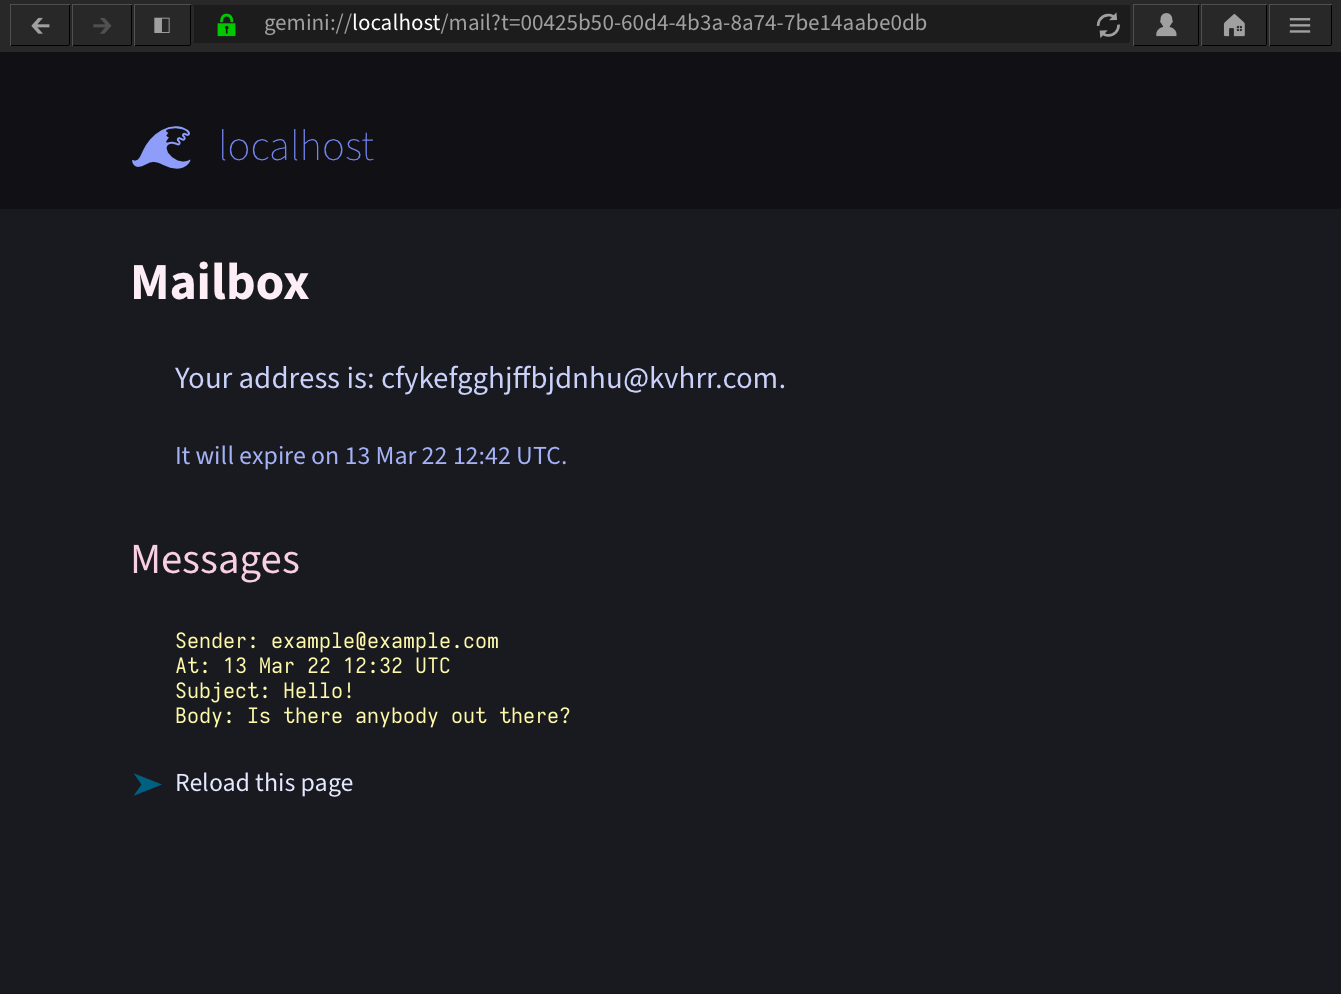 gemini://localhost/mail?t=00425b50-60d4-4b3a-8a74-7be14aabe0db
localhost
Mailbox
Your address is: cfykefgghjffbjdnhu@kvhrr.com.
It will expire on 13 Mar 22 12:42 UTC.
Messages
Sender: example@example.com
At: 13 Mar 22 12:32 UTC
Subject: Hello!
Body: Is there anybody out there?
Reload this page